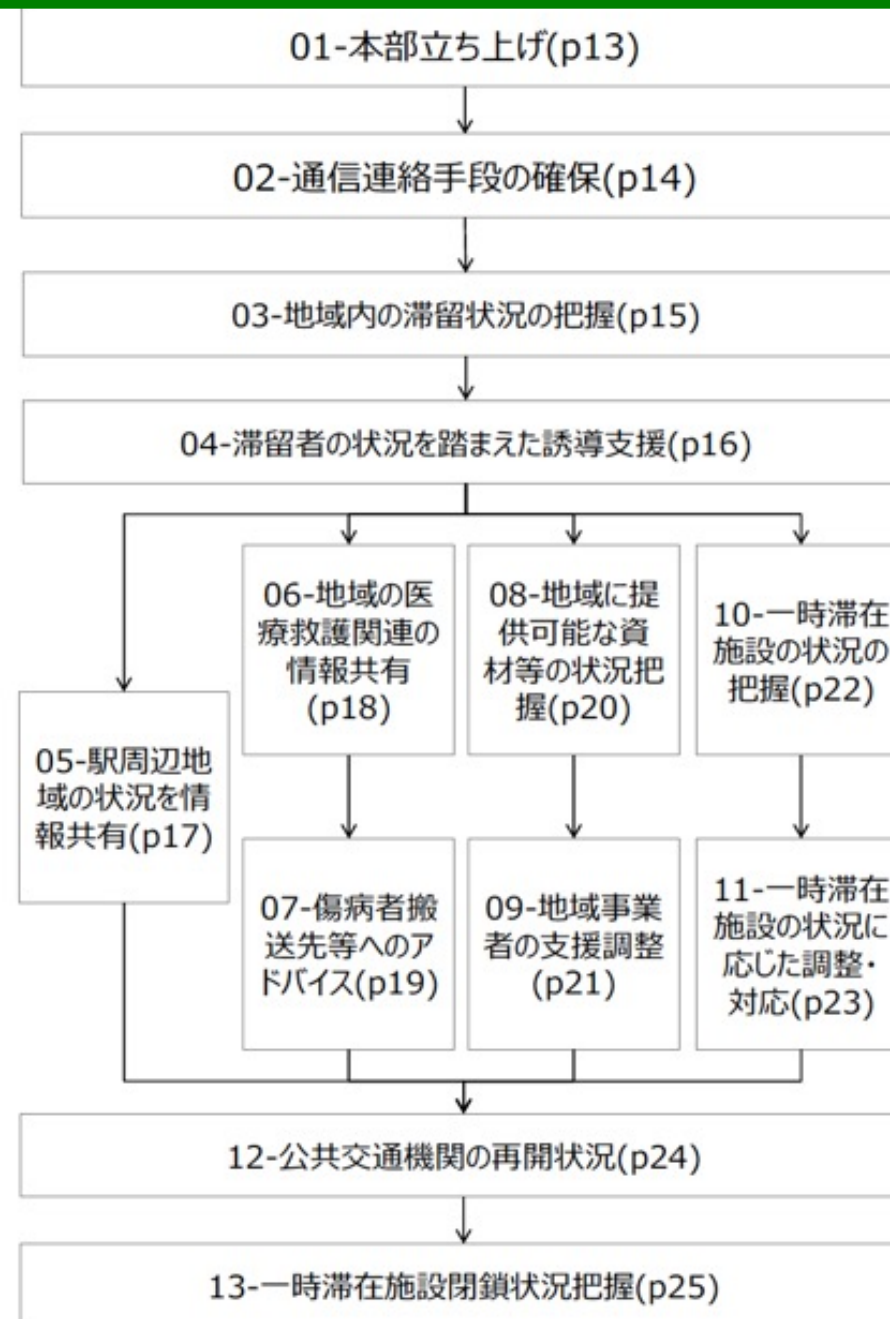 01-本部立ち上げ(p13)
02-通信連絡手段の確保(p14)
03-地域内の滞留状況の把握(p15)
04-滞留者の状況を踏まえた誘導支援(p16)
05-駅周辺地
域の状況を情
報共有(p17)
06-地域の医
療救護関連の
情報共有
(p18)
07-傷病者搬
送先等へのア
ドバイス(p19)
08-地域に提
供可能な資
材等の状況把
握(p20)
09-地域事業
者の支援調整
(p21)
10-一時滞在
施設の状況の
把握(p22)
11-一時滞在
施設の状況に
応じた調整・
対応(p23)
12-公共交通機関の再開状況(p24)
13-一時滞在施設閉鎖状況把握(p25)